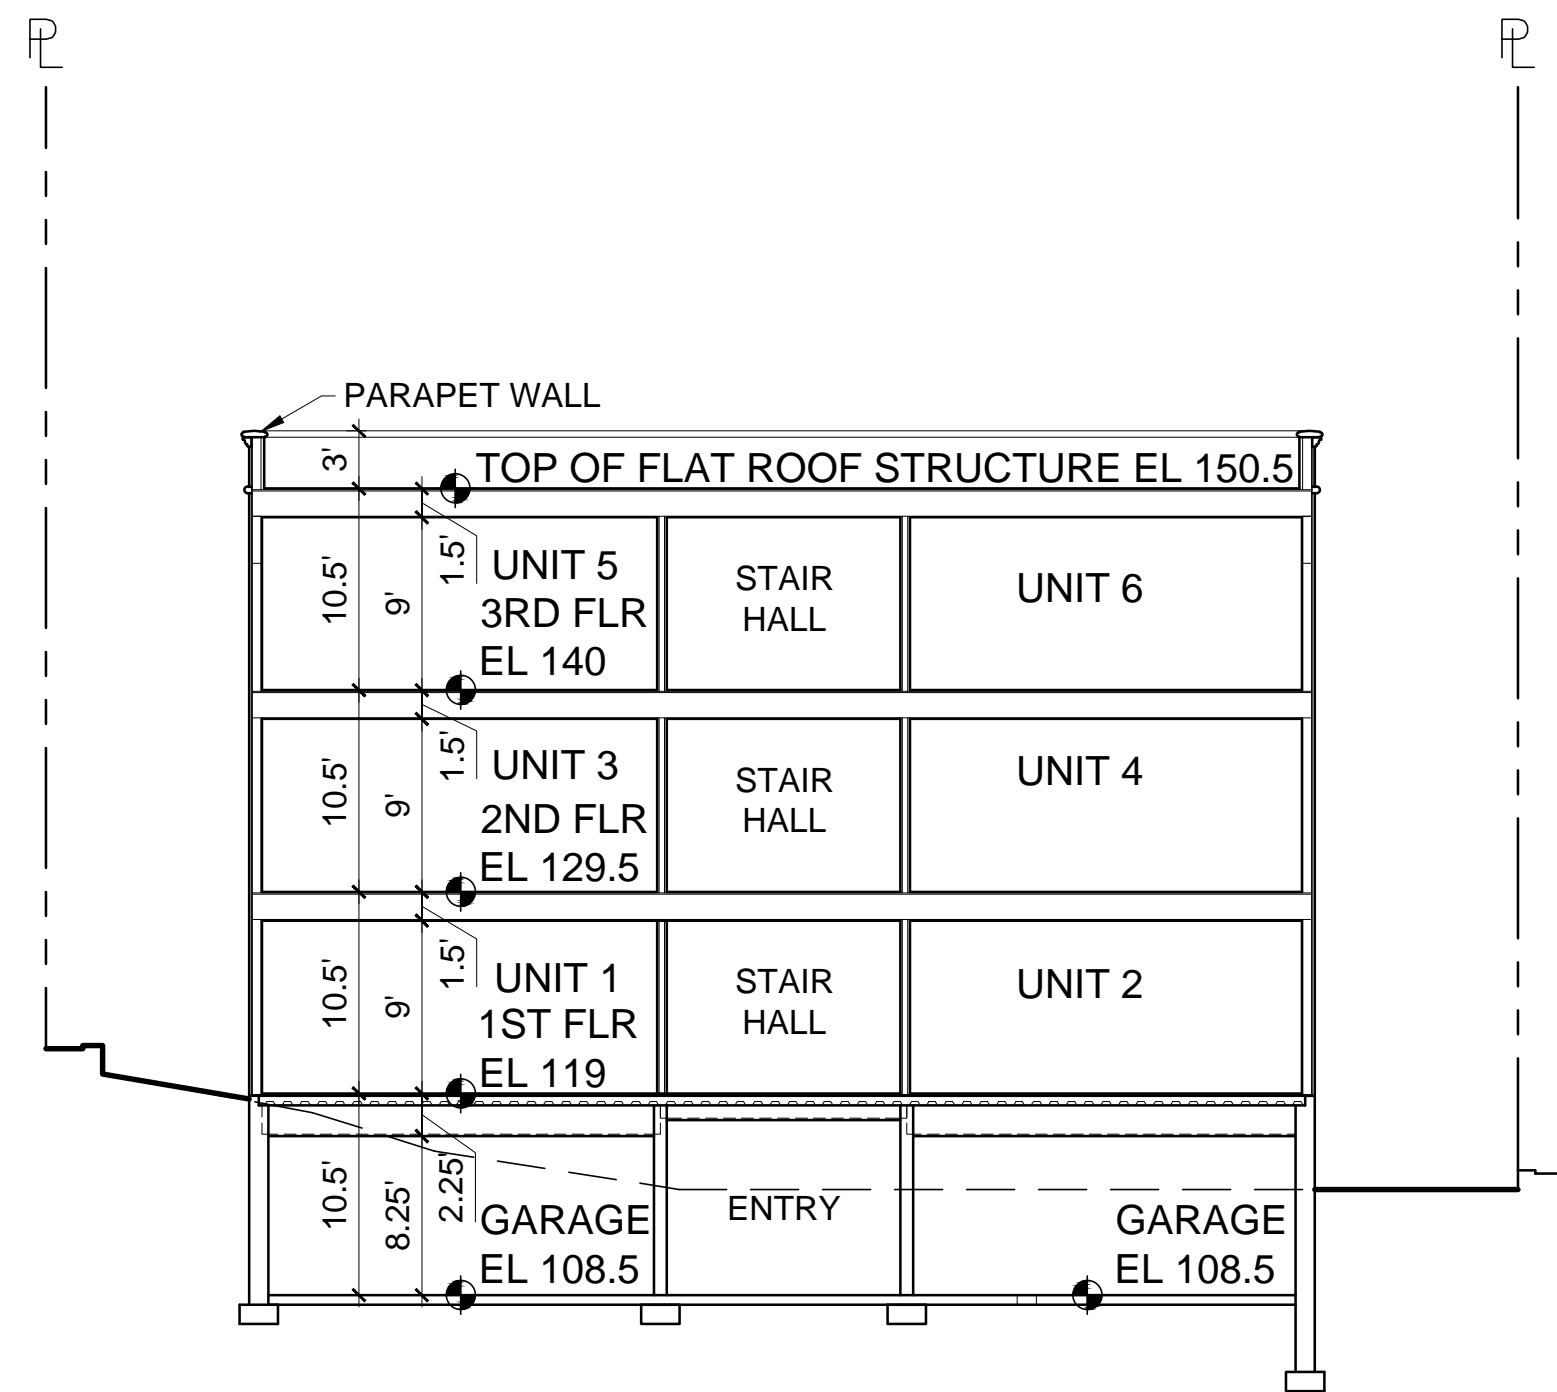 PL
PL
PARAPET WALL
3'
TOP OF FLAT ROOF STRUCTURE EL 150.5
1.5'
10.5'
9'
UNIT 5
3RD FLR
EL 140
STAIR
HALL
UNIT 6
1.5'
10.5'
9'
UNIT 3
2ND FLR
EL 129.5
STAIR
HALL
UNIT 4
1.5'
10.5'
9'
UNIT 1
1ST FLR
EL 119
STAIR
HALL
UNIT 2
2.25'
10.5'
8.25'
GARAGE
EL 108.5
ENTRY
GARAGE
EL 108.5